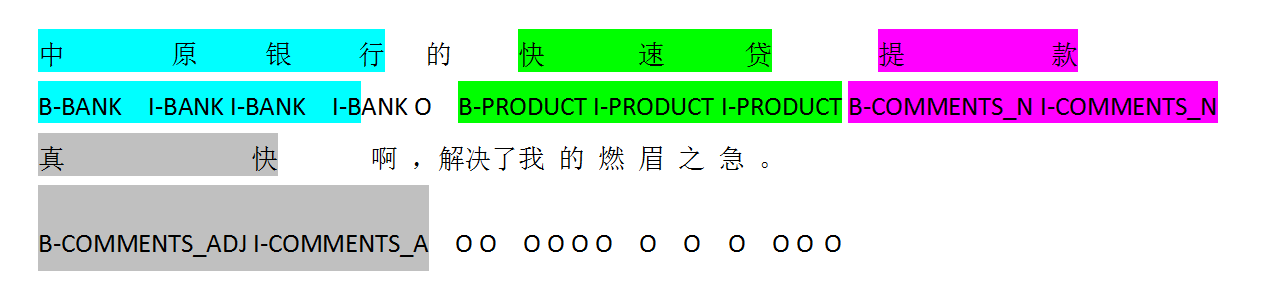 中 原 银 行 的 快 速 贷 提 款
B-BANK I-BANK I-BANK I-BANK O B-PRODUCT I-PRODUCT I-PRODUCT B-COMMENTS_N I-COMMENTS_N
真 快 啊 ，解决了我 的 燃 眉 之 急 。
B-COMMENTS_ADJ I-COMMENTS_A O O O O O O O O O O O O